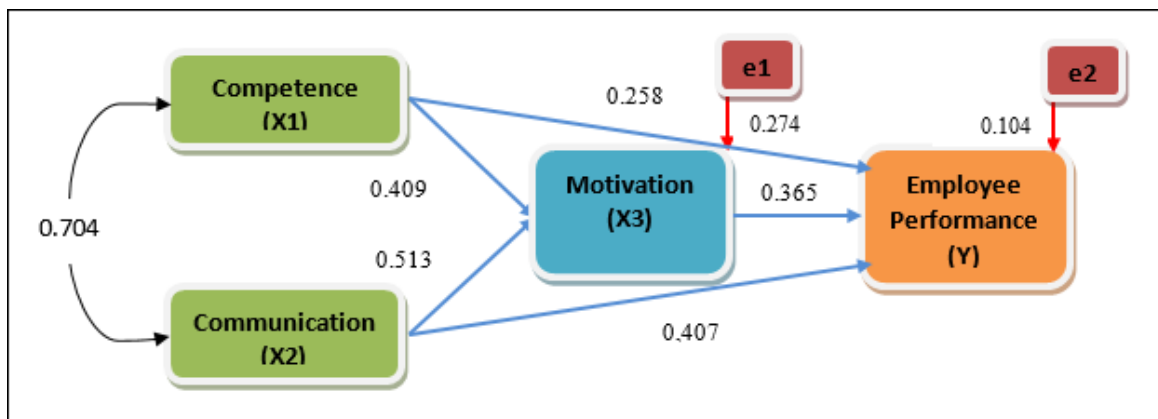 e1
e2
Competence
(X1)
0.258
0.274
0.104
Motivation
(X3)
Employee
Performance
(Y)
0.409
0.365
0.704
0.513
Communication
(X2)
0.407